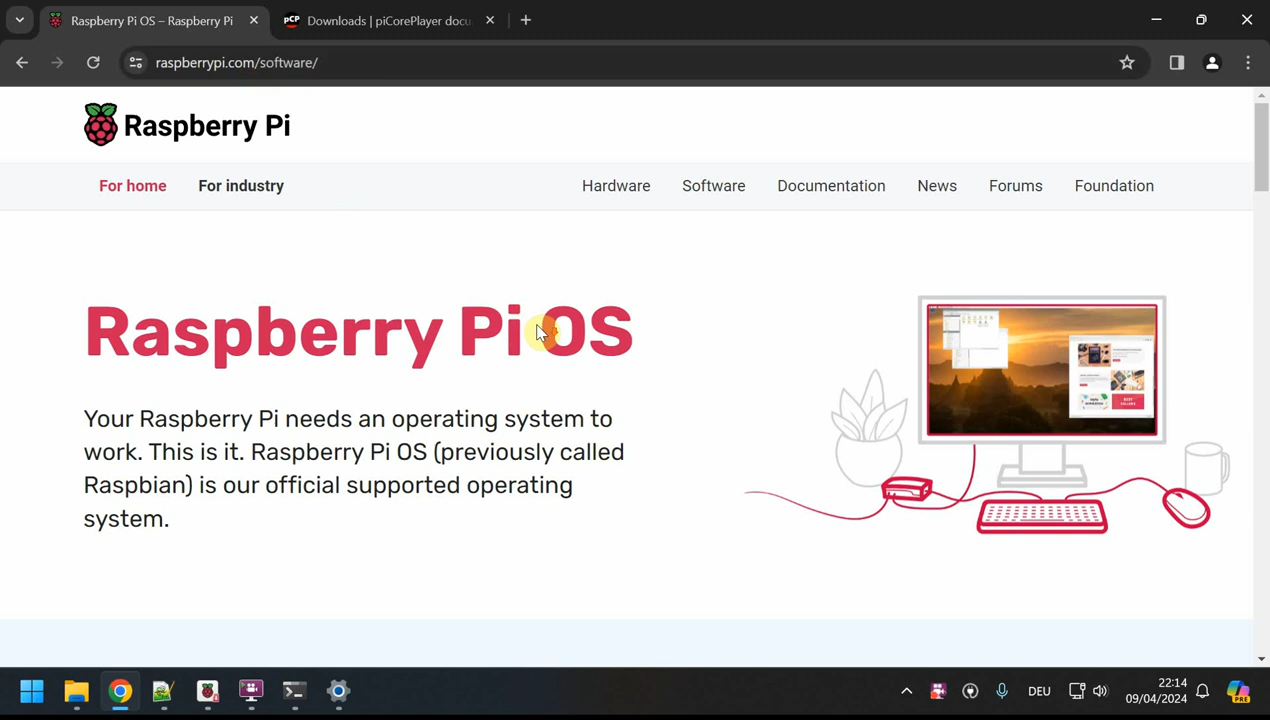 Raspberry Pi OS – Raspberry Pi
pCP Downloads | piCorePlayer docu
raspberrypi.com/software/
Raspberry Pi
For home
For industry
Hardware
Software
Documentation
News
Forums
Foundation
Raspberry Pi OS
Your Raspberry Pi needs an operating system to
work. This is it. Raspberry Pi OS (previously called
Raspbian) is our official supported operating
system.
DEU
22:14
09/04/2024
PRE